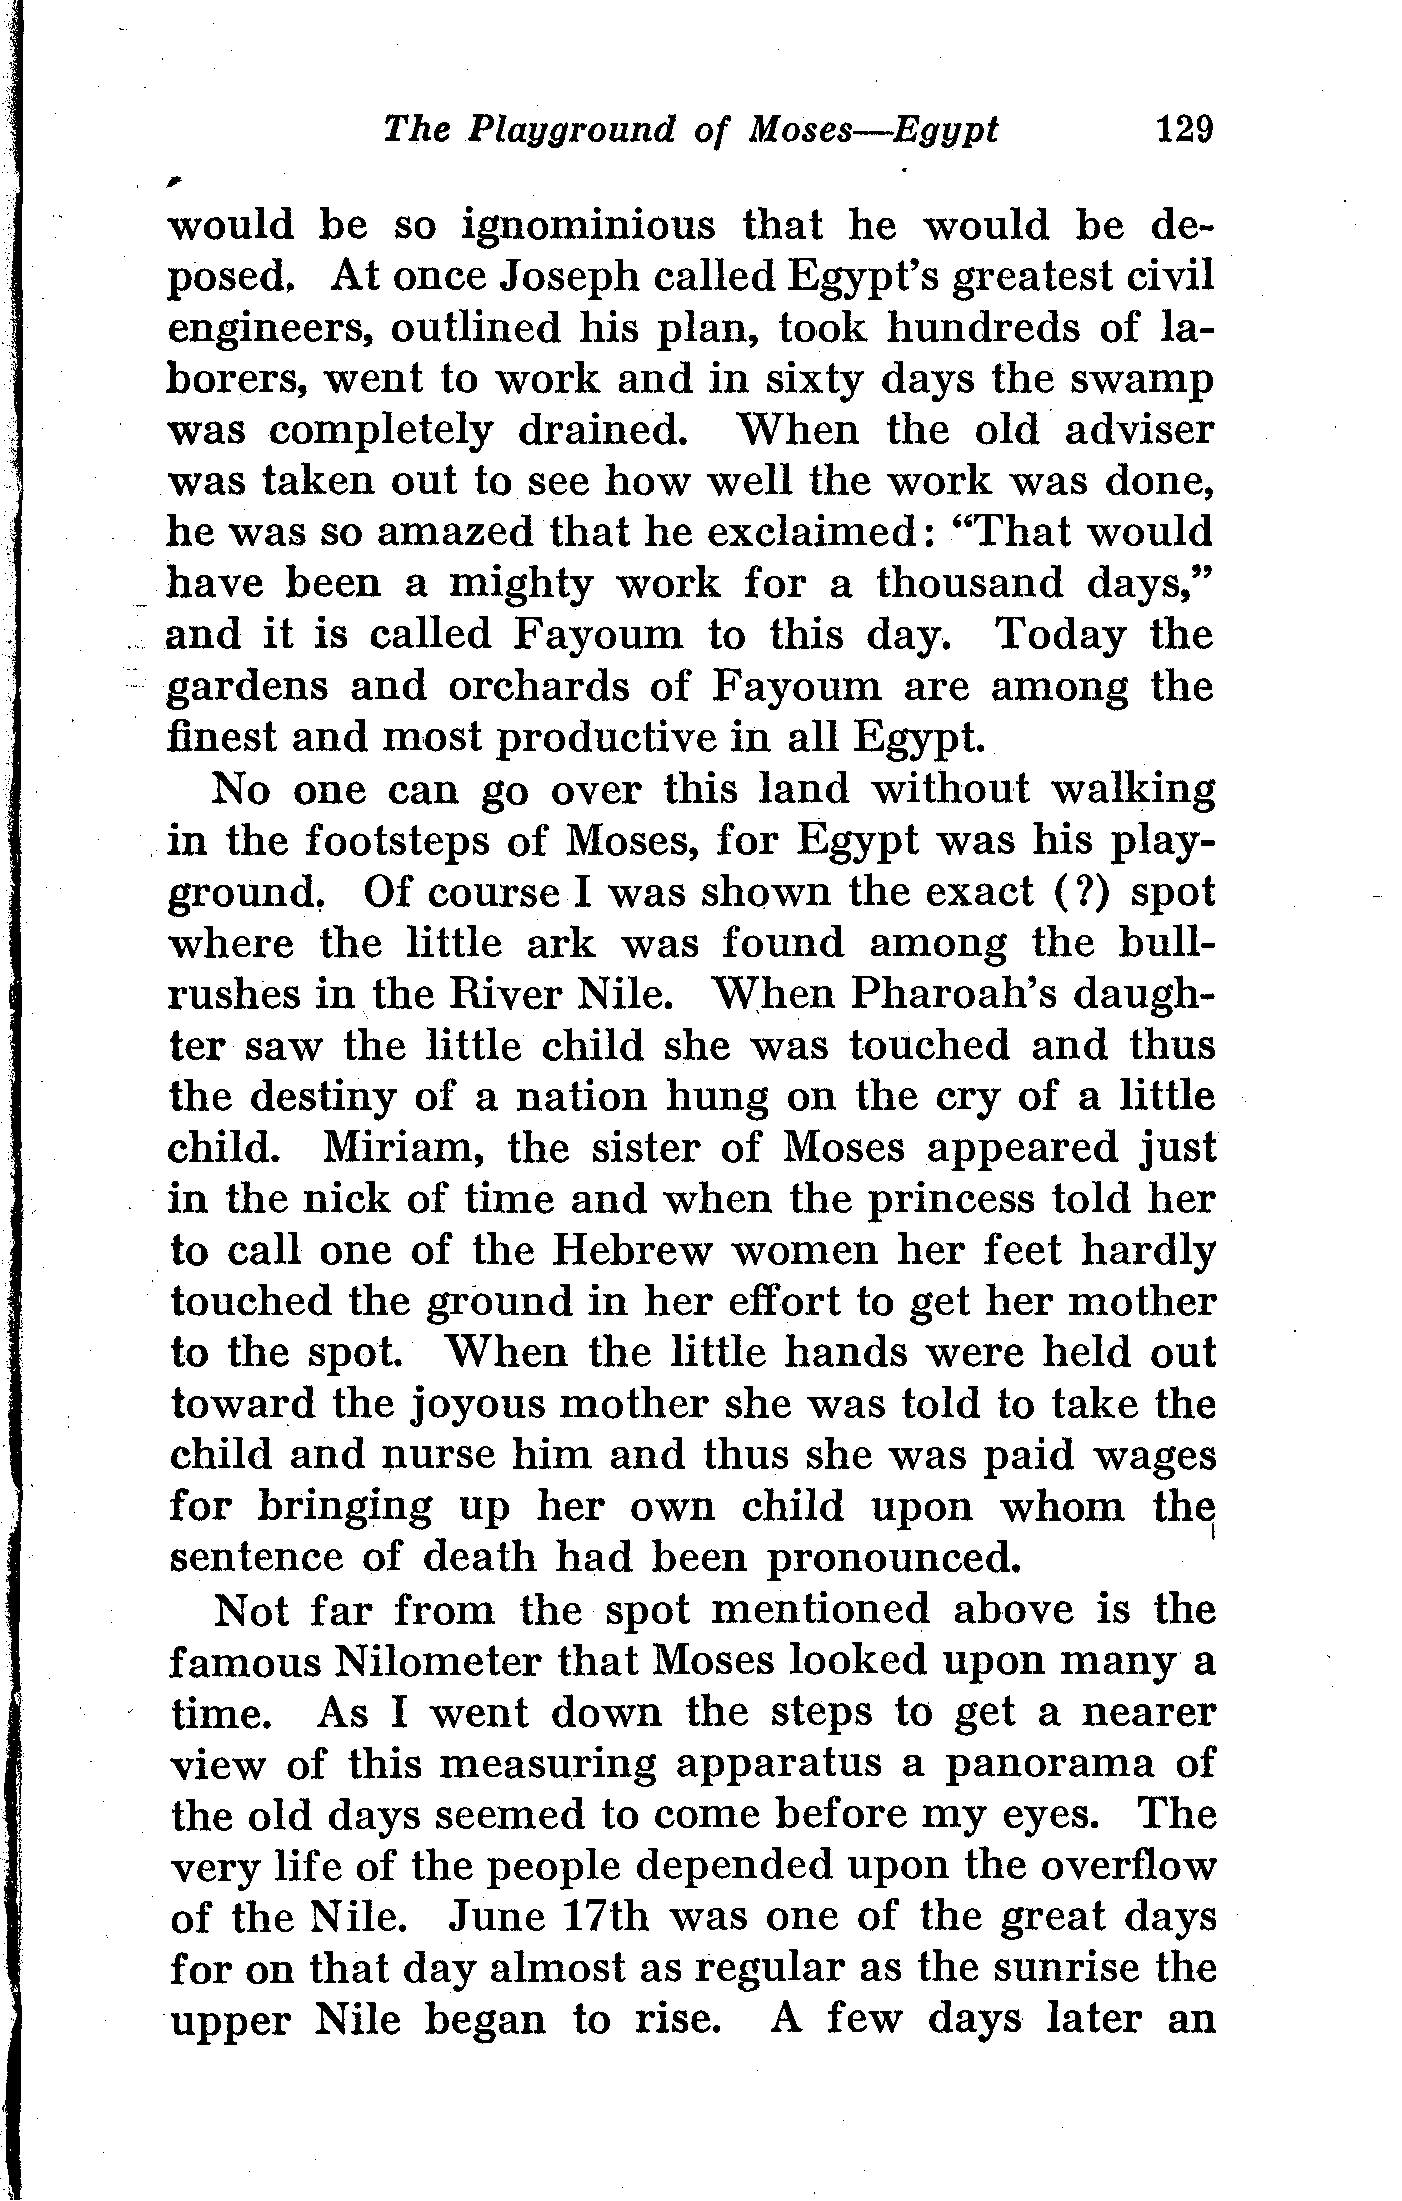 The Playground of Moses—Egypt 129
would be so ignominious that he would be de-
posed. At once Joseph called Egypt's greatest civil
engineers, outlined his plan, took hundreds of la-
borers, went to work and in sixty days the swamp
was completely drained. When the old adviser
was taken out to see how well the work was done,
he was so amazed that he exclaimed: “That would
have been a mighty work for a thousand days,”
and it is called Fayoum to this day. Today the
gardens and orchards of Fayoum are among the
finest and most productive in all Egypt.
No one can go over this land without walking
in the footsteps of Moses, for Egypt was his play-
ground. Of course I was shown the exact (?) spot
where the little ark was found among the bull-
rushes in the River Nile. When Pharoah's daugh-
ter saw the little child she was touched and thus
the destiny of a nation hung on the cry of a little
child. Miriam, the sister of Moses appeared just
in the nick of time and when the princess told her
to call one of the Hebrew women her feet hardly
touched the ground in her effort to get her mother
to the spot. When the little hands were held out
toward the joyous mother she was told to take the
child and nurse him and thus she was paid wages
for bringing up her own child upon whom the
sentence of death had been pronounced.
Not far from the spot mentioned above is the
famous Nilometer that Moses looked upon many a
time. As I went down the steps to get a nearer
view of this measuring apparatus a panorama of
the old days seemed to come before my eyes. The
very life of the people depended upon the overflow
of the Nile. June 17th was one of the great days
for on that day almost as regular as the sunrise the
upper Nile began to rise. A few days later an